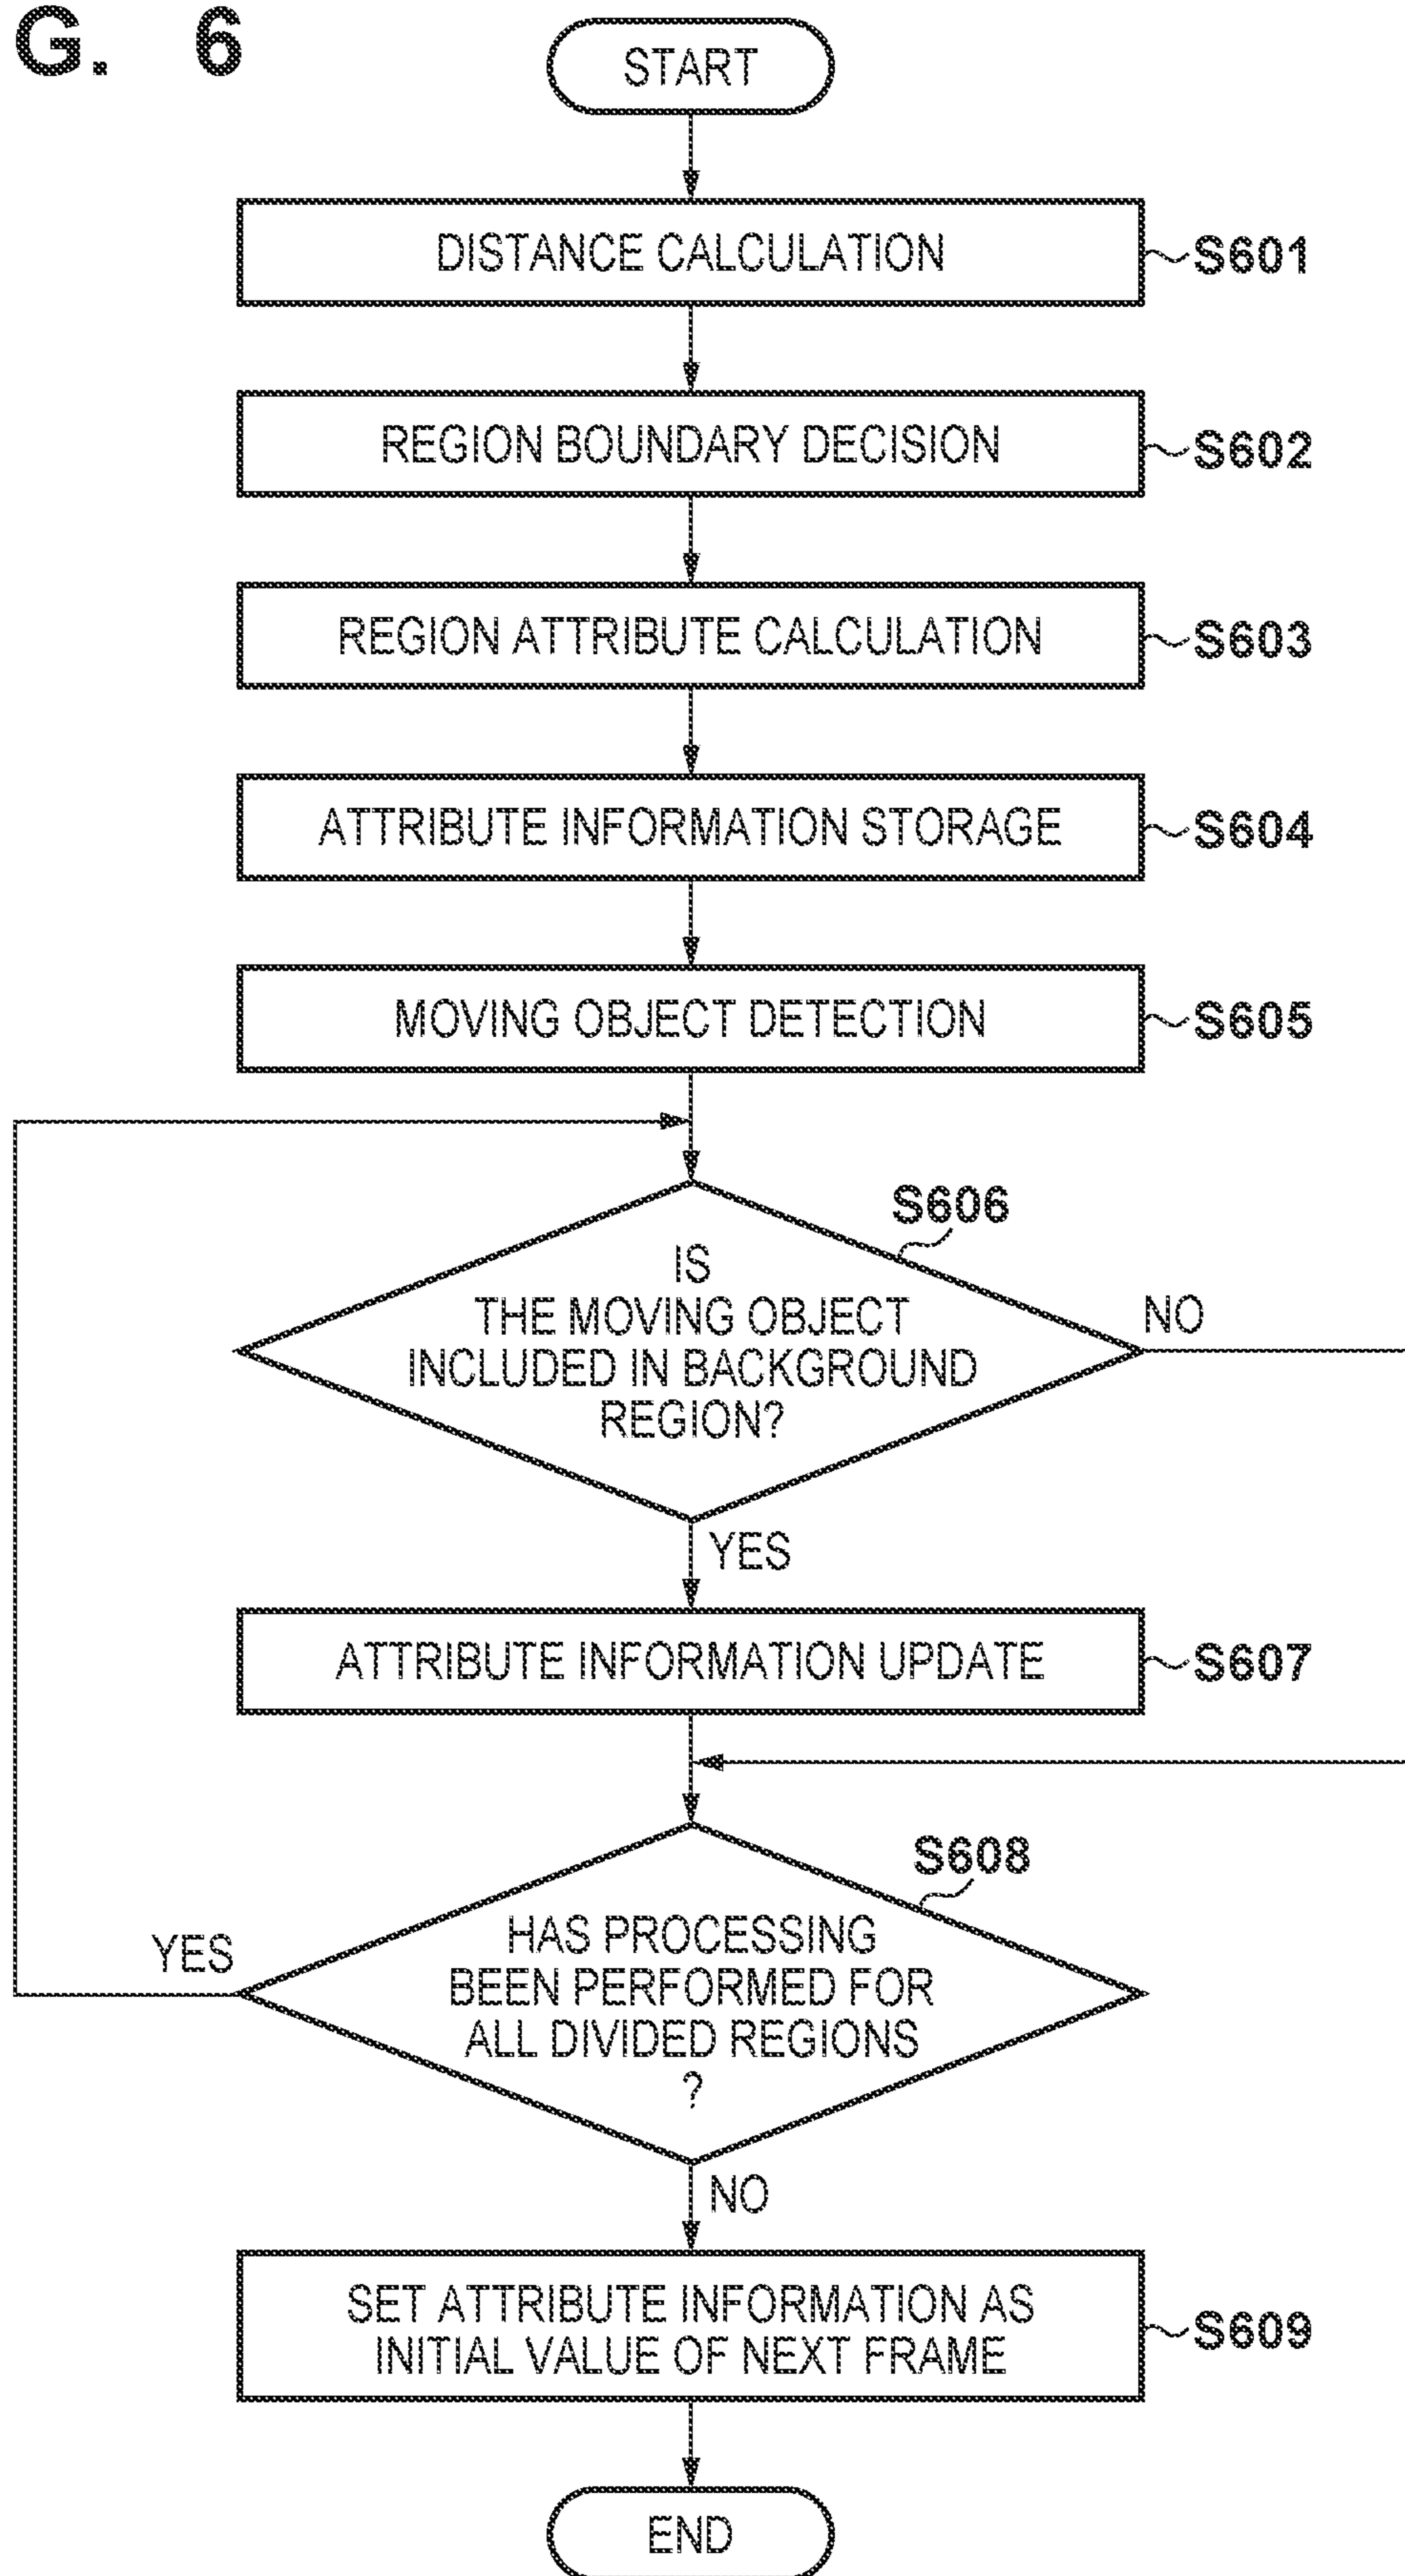 G. 6
START
DISTANCE CALCULATION
S601
REGION BOUNDARY DECISION
S602
REGION ATTRIBUTE CALCULATION
S603
ATTRIBUTE INFORMATION STORAGE
S604
MOVING OBJECT DETECTION
S605
S606
IS
THE MOVING OBJECT
INCLUDED IN BACKGROUND
REGION?
NO
YES
ATTRIBUTE INFORMATION UPDATE
S607
S608
HAS PROCESSING
BEEN PERFORMED FOR
ALL DIVIDED REGIONS
?
YES
NO
SET ATTRIBUTE INFORMATION AS
INITIAL VALUE OF NEXT FRAME
S609
END